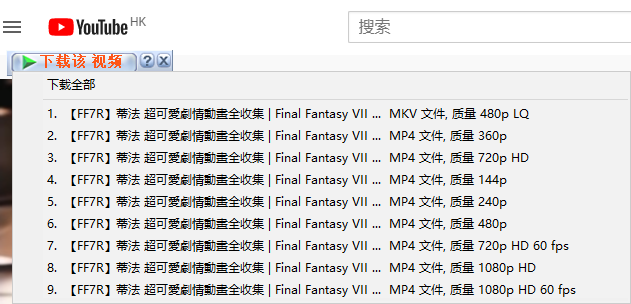 YouTube HK
搜索
下载该 视频 ? X
下载全部
1. 【FF7R】蒂法 超可愛劇情動畫全收集 | Final Fantasy VII ... MKV 文件, 质量 480p LQ
2. 【FF7R】蒂法 超可愛劇情動畫全收集 | Final Fantasy VII ... MP4 文件, 质量 360p
3. 【FF7R】蒂法 超可愛劇情動畫全收集 | Final Fantasy VII ... MP4 文件, 质量 720p HD
4. 【FF7R】蒂法 超可愛劇情動畫全收集 | Final Fantasy VII ... MP4 文件, 质量 144p
5. 【FF7R】蒂法 超可愛劇情動畫全收集 | Final Fantasy VII ... MP4 文件, 质量 240p
6. 【FF7R】蒂法 超可愛劇情動畫全收集 | Final Fantasy VII ... MP4 文件, 质量 480p
7. 【FF7R】蒂法 超可愛劇情動畫全收集 | Final Fantasy VII ... MP4 文件, 质量 720p HD 60 fps
8. 【FF7R】蒂法 超可愛劇情動畫全收集 | Final Fantasy VII ... MP4 文件, 质量 1080p HD
9. 【FF7R】蒂法 超可愛劇情動畫全收集 | Final Fantasy VII ... MP4 文件, 质量 1080p HD 60 fps